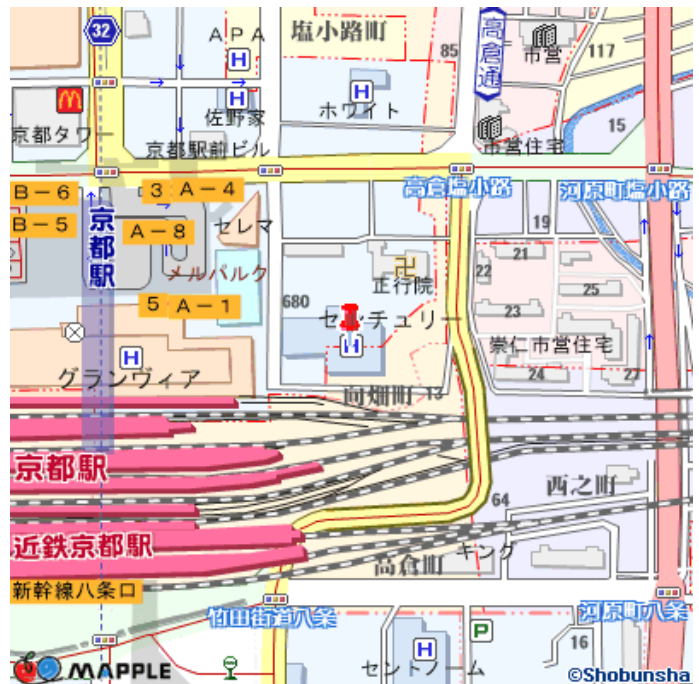 32
APA
H
塩小路町
85
高倉通
市営
117
京都タワー
佐野家
H
ホワイト
H
15
京都駅前ビル
市営住宅
高倉塩小路
河原町塩小路
B-6
3
A-4
B-5
A-8
京都駅
セレマ
19
メルパルク
卍
正行院
22
21
25
5
A-1
680
センチュリー
H
23
崇仁市営住宅
H
グランヴィア
向畑町
13
24
27
京都駅
西之町
64
近鉄京都駅
高倉町
キング
新幹線八条口
竹田街道八条
河原町八条
P
16
H
セントノーム
MAPPLE
©Shobunsha